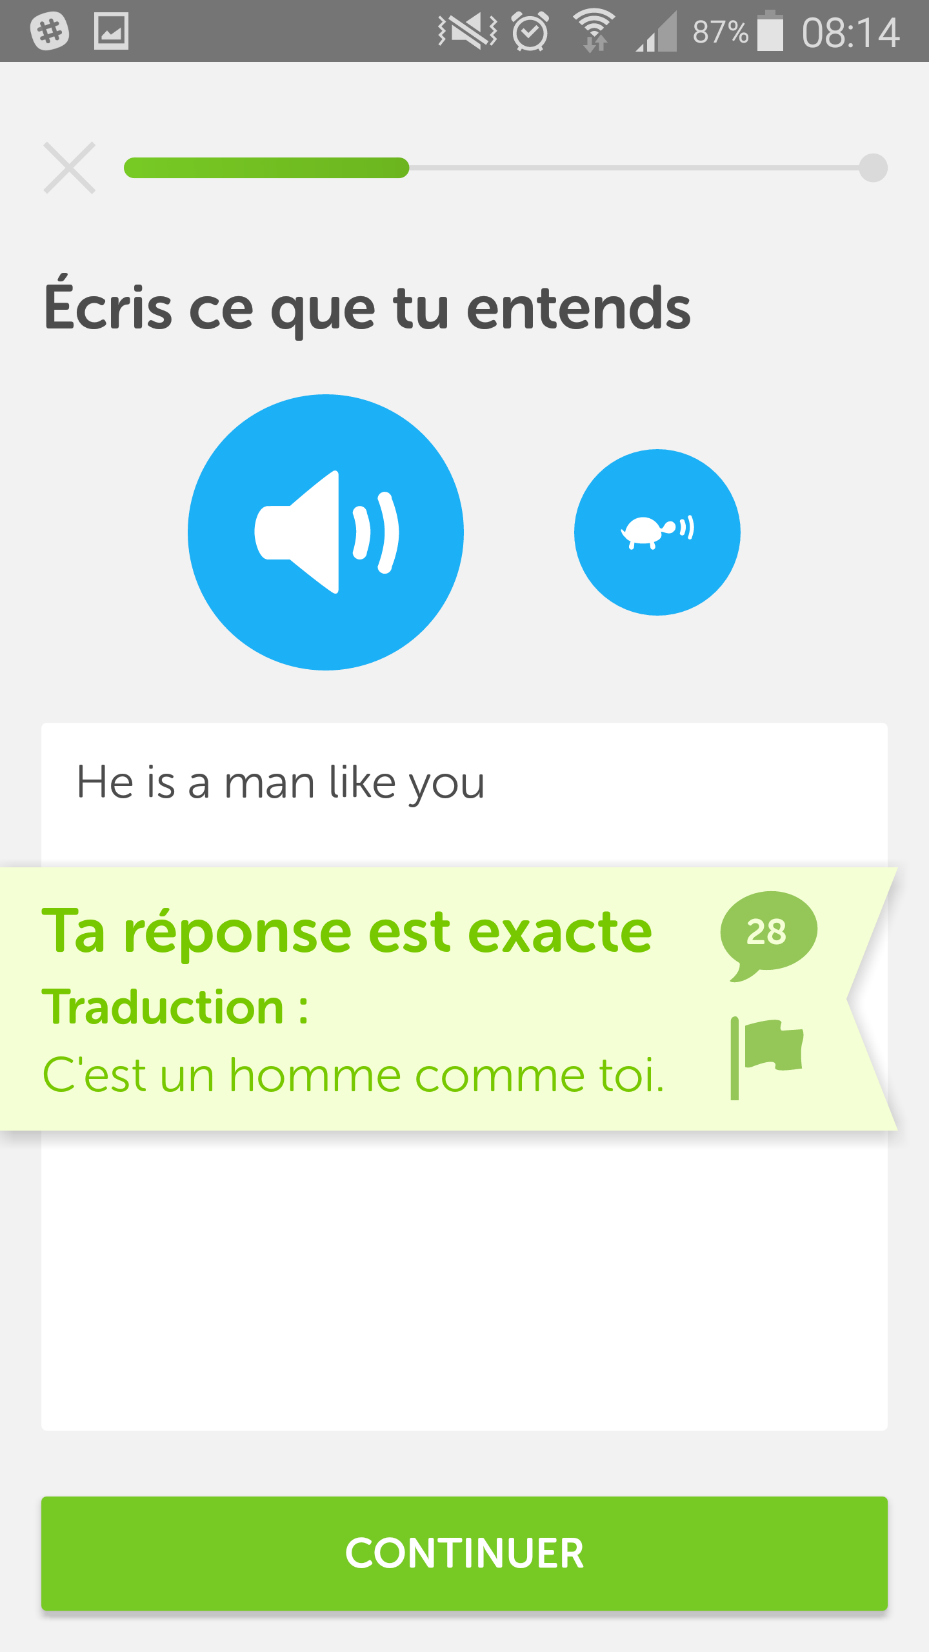 87% 08:14
Écris ce que tu entends
He is a man like you
Ta réponse est exacte
28
Traduction :
C'est un homme comme toi.
CONTINUER